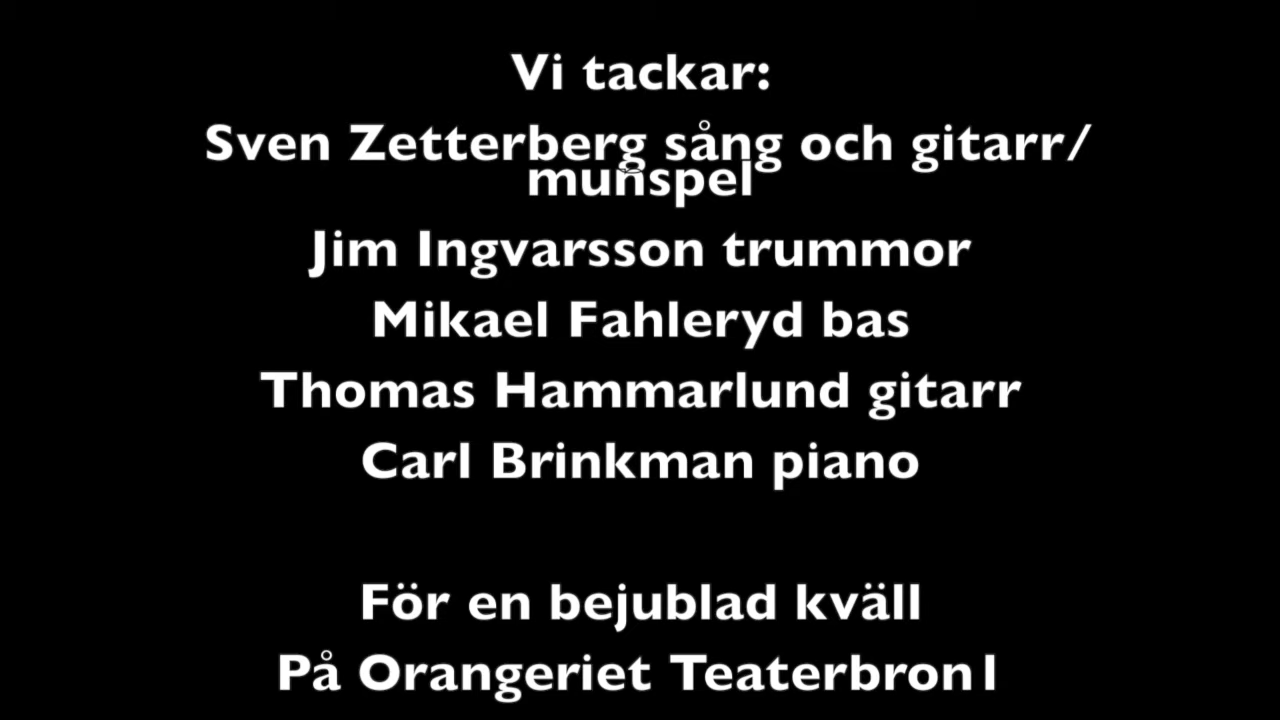 Vi tackar:
Sven Zetterberg sång och gitarr/
munspel
Jim Ingvarsson trummor
Mikael Fahleryd bas
Thomas Hammarlund gitarr
Carl Brinkman piano
För en bejublad kväll
På Orangeriet Teaterbron1